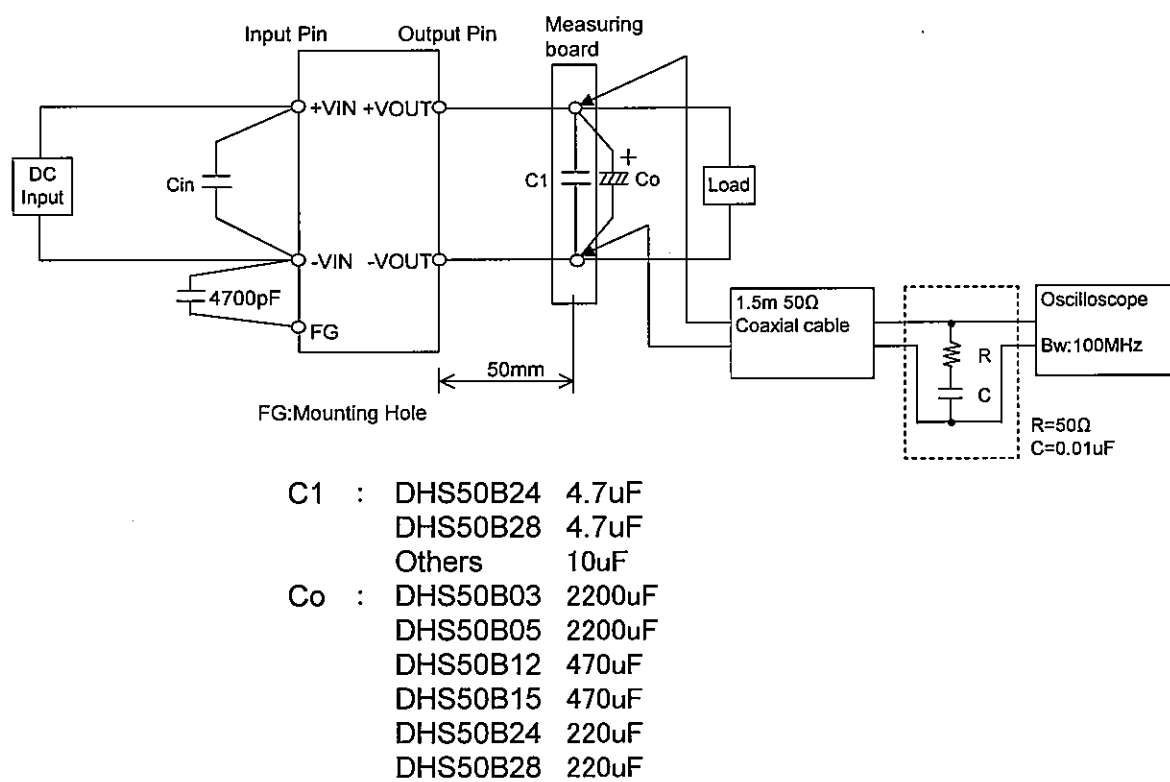 Input Pin
Output Pin
Measuring
board
+VIN
+VOUT
DC
Input
Cin
C1
+
Co
Load
-VIN
-VOUT
4700pF
FG
50mm
FG:Mounting Hole
1.5m 50Ω
Coaxial cable
R
C
Oscilloscope
Bw:100MHz
R=50Ω
C=0.01uF
C1 : DHS50B24 4.7uF
DHS50B28 4.7uF
Others 10uF
Co : DHS50B03 2200uF
DHS50B05 2200uF
DHS50B12 470uF
DHS50B15 470uF
DHS50B24 220uF
DHS50B28 220uF